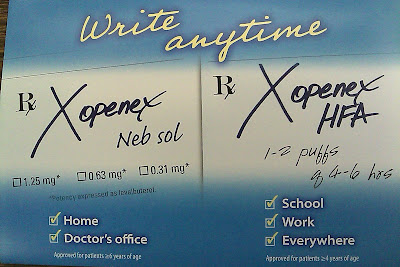 Write
anytime
Rx Xopenex
Neb sol
☐ 1.25 mg* ☐ 0.63 mg* ☐ 0.31 mg*
*Potency expressed as levalbuterol.
☑ Home
☑ Doctor's office
Approved for patients ≥6 years of age
Rx Xopenex
HFA
1-2 puffs
q 4-6 hrs
☑ School
☑ Work
☑ Everywhere
Approved for patients ≥4 years of age